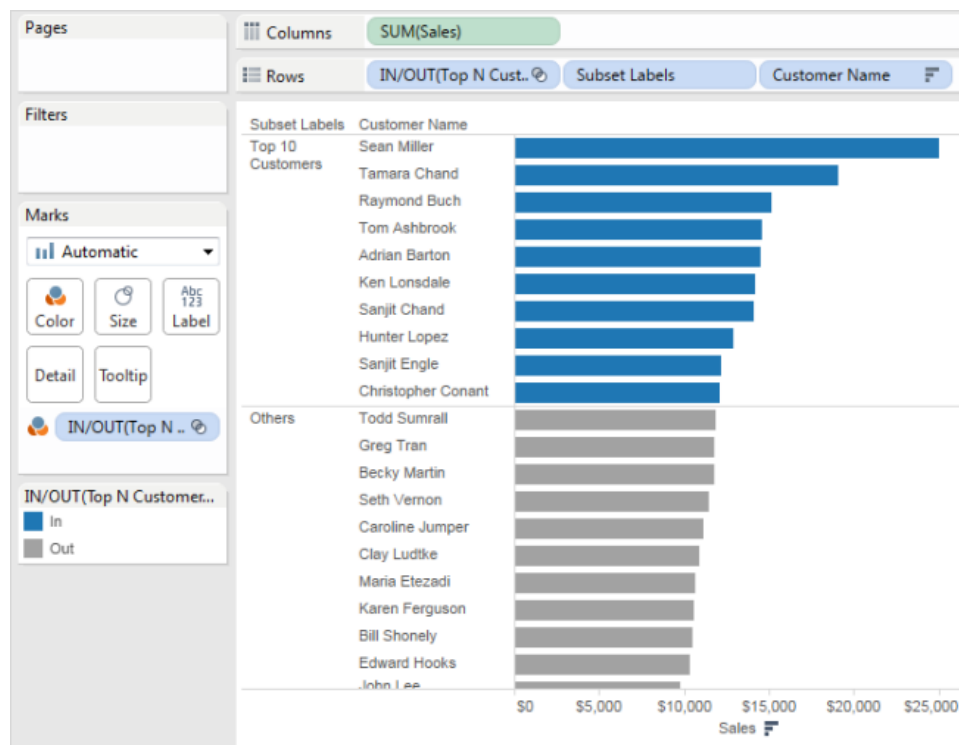 Pages
Columns
SUM(Sales)
Rows
IN/OUT(Top N Cust..
Subset Labels
Customer Name
Filters
Marks
Automatic
Color
Size
Abc
123
Label
Detail
Tooltip
IN/OUT(Top N ..
IN/OUT(Top N Customer...
In
Out
Subset Labels Customer Name
Top 10
Customers
Sean Miller
Tamara Chand
Raymond Buch
Tom Ashbrook
Adrian Barton
Ken Lonsdale
Sanjit Chand
Hunter Lopez
Sanjit Engle
Christopher Conant
Others
Todd Sumrall
Greg Tran
Becky Martin
Seth Vernon
Caroline Jumper
Clay Ludtke
Maria Etezadi
Karen Ferguson
Bill Shonely
Edward Hooks
John Lee
$0 $5,000 $10,000 $15,000 $20,000 $25,000
Sales